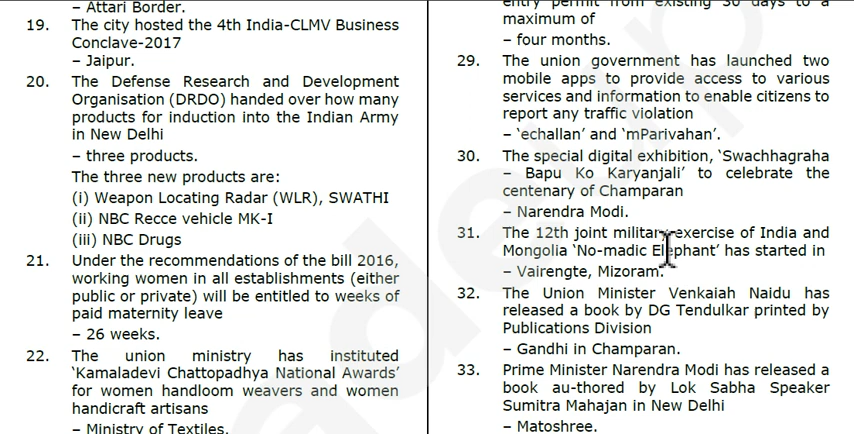 – Attari Border.
19. The city hosted the 4th India-CLMV Business
Conclave-2017
– Jaipur.
20. The Defense Research and Development
Organisation (DRDO) handed over how many
products for induction into the Indian Army
in New Delhi
– three products.
The three new products are:
(i) Weapon Locating Radar (WLR), SWATHI
(ii) NBC Recce vehicle MK-I
(iii) NBC Drugs
21. Under the recommendations of the bill 2016,
working women in all establishments (either
public or private) will be entitled to weeks of
paid maternity leave
– 26 weeks.
22. The union ministry has instituted
‘Kamaladevi Chattopadhya National Awards’
for women handloom weavers and women
handicraft artisans
– Ministry of Textiles.
entry permit from existing 30 days to a
maximum of
– four months.
29. The union government has launched two
mobile apps to provide access to various
services and information to enable citizens to
report any traffic violation
– ‘echallan’ and ‘mParivahan’.
30. The special digital exhibition, ‘Swachhagraha
– Bapu Ko Karyanjali’ to celebrate the
centenary of Champaran
– Narendra Modi.
31. The 12th joint military exercise of India and
Mongolia ‘No-madic Elephant’ has started in
– Vairengte, Mizoram.
32. The Union Minister Venkaiah Naidu has
released a book by DG Tendulkar printed by
Publications Division
– Gandhi in Champaran.
33. Prime Minister Narendra Modi has released a
book au-thored by Lok Sabha Speaker
Sumitra Mahajan in New Delhi
– Matoshree.